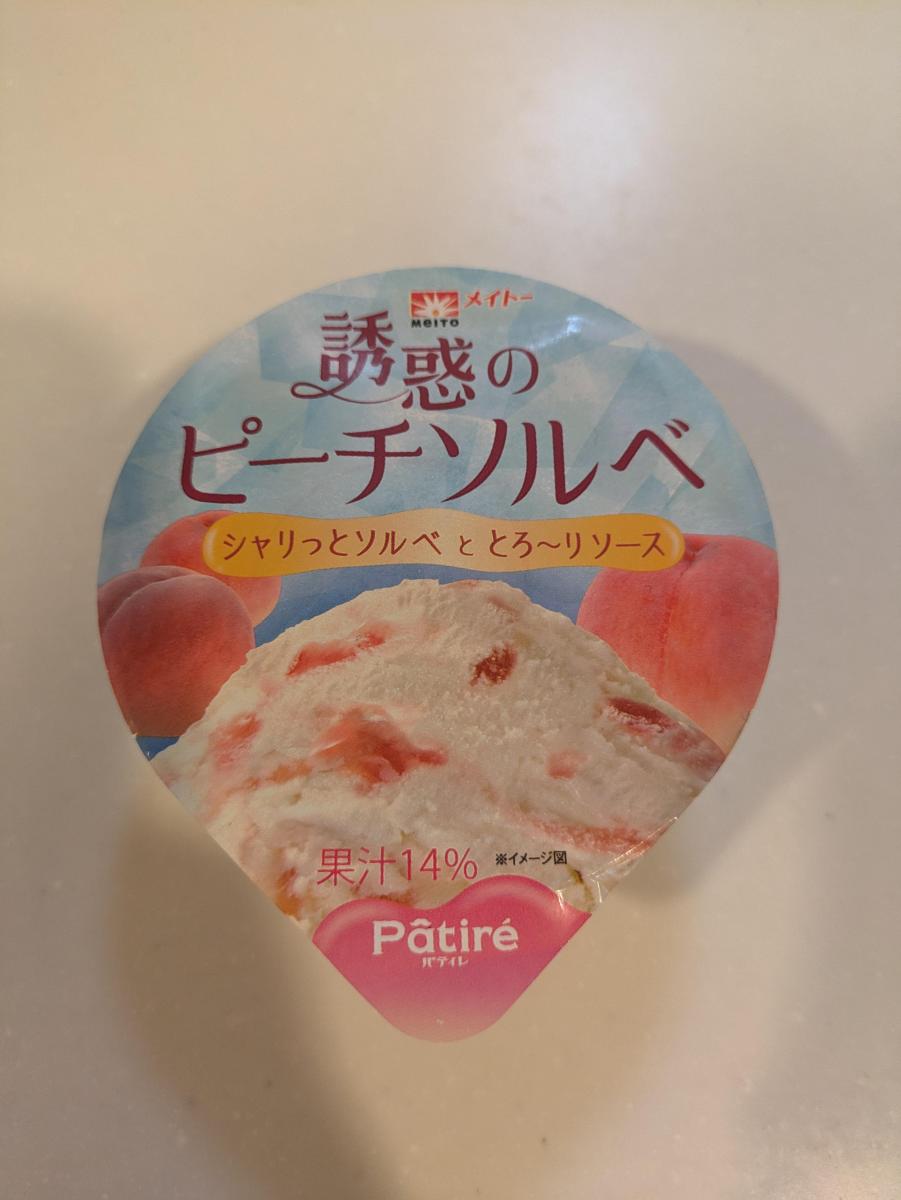 MEITO メイトー
誘惑の
ピーチソルベ
シャリっとソルベ と とろ〜りソース
果汁14% ※イメージ図
Pâtiré
パティレ